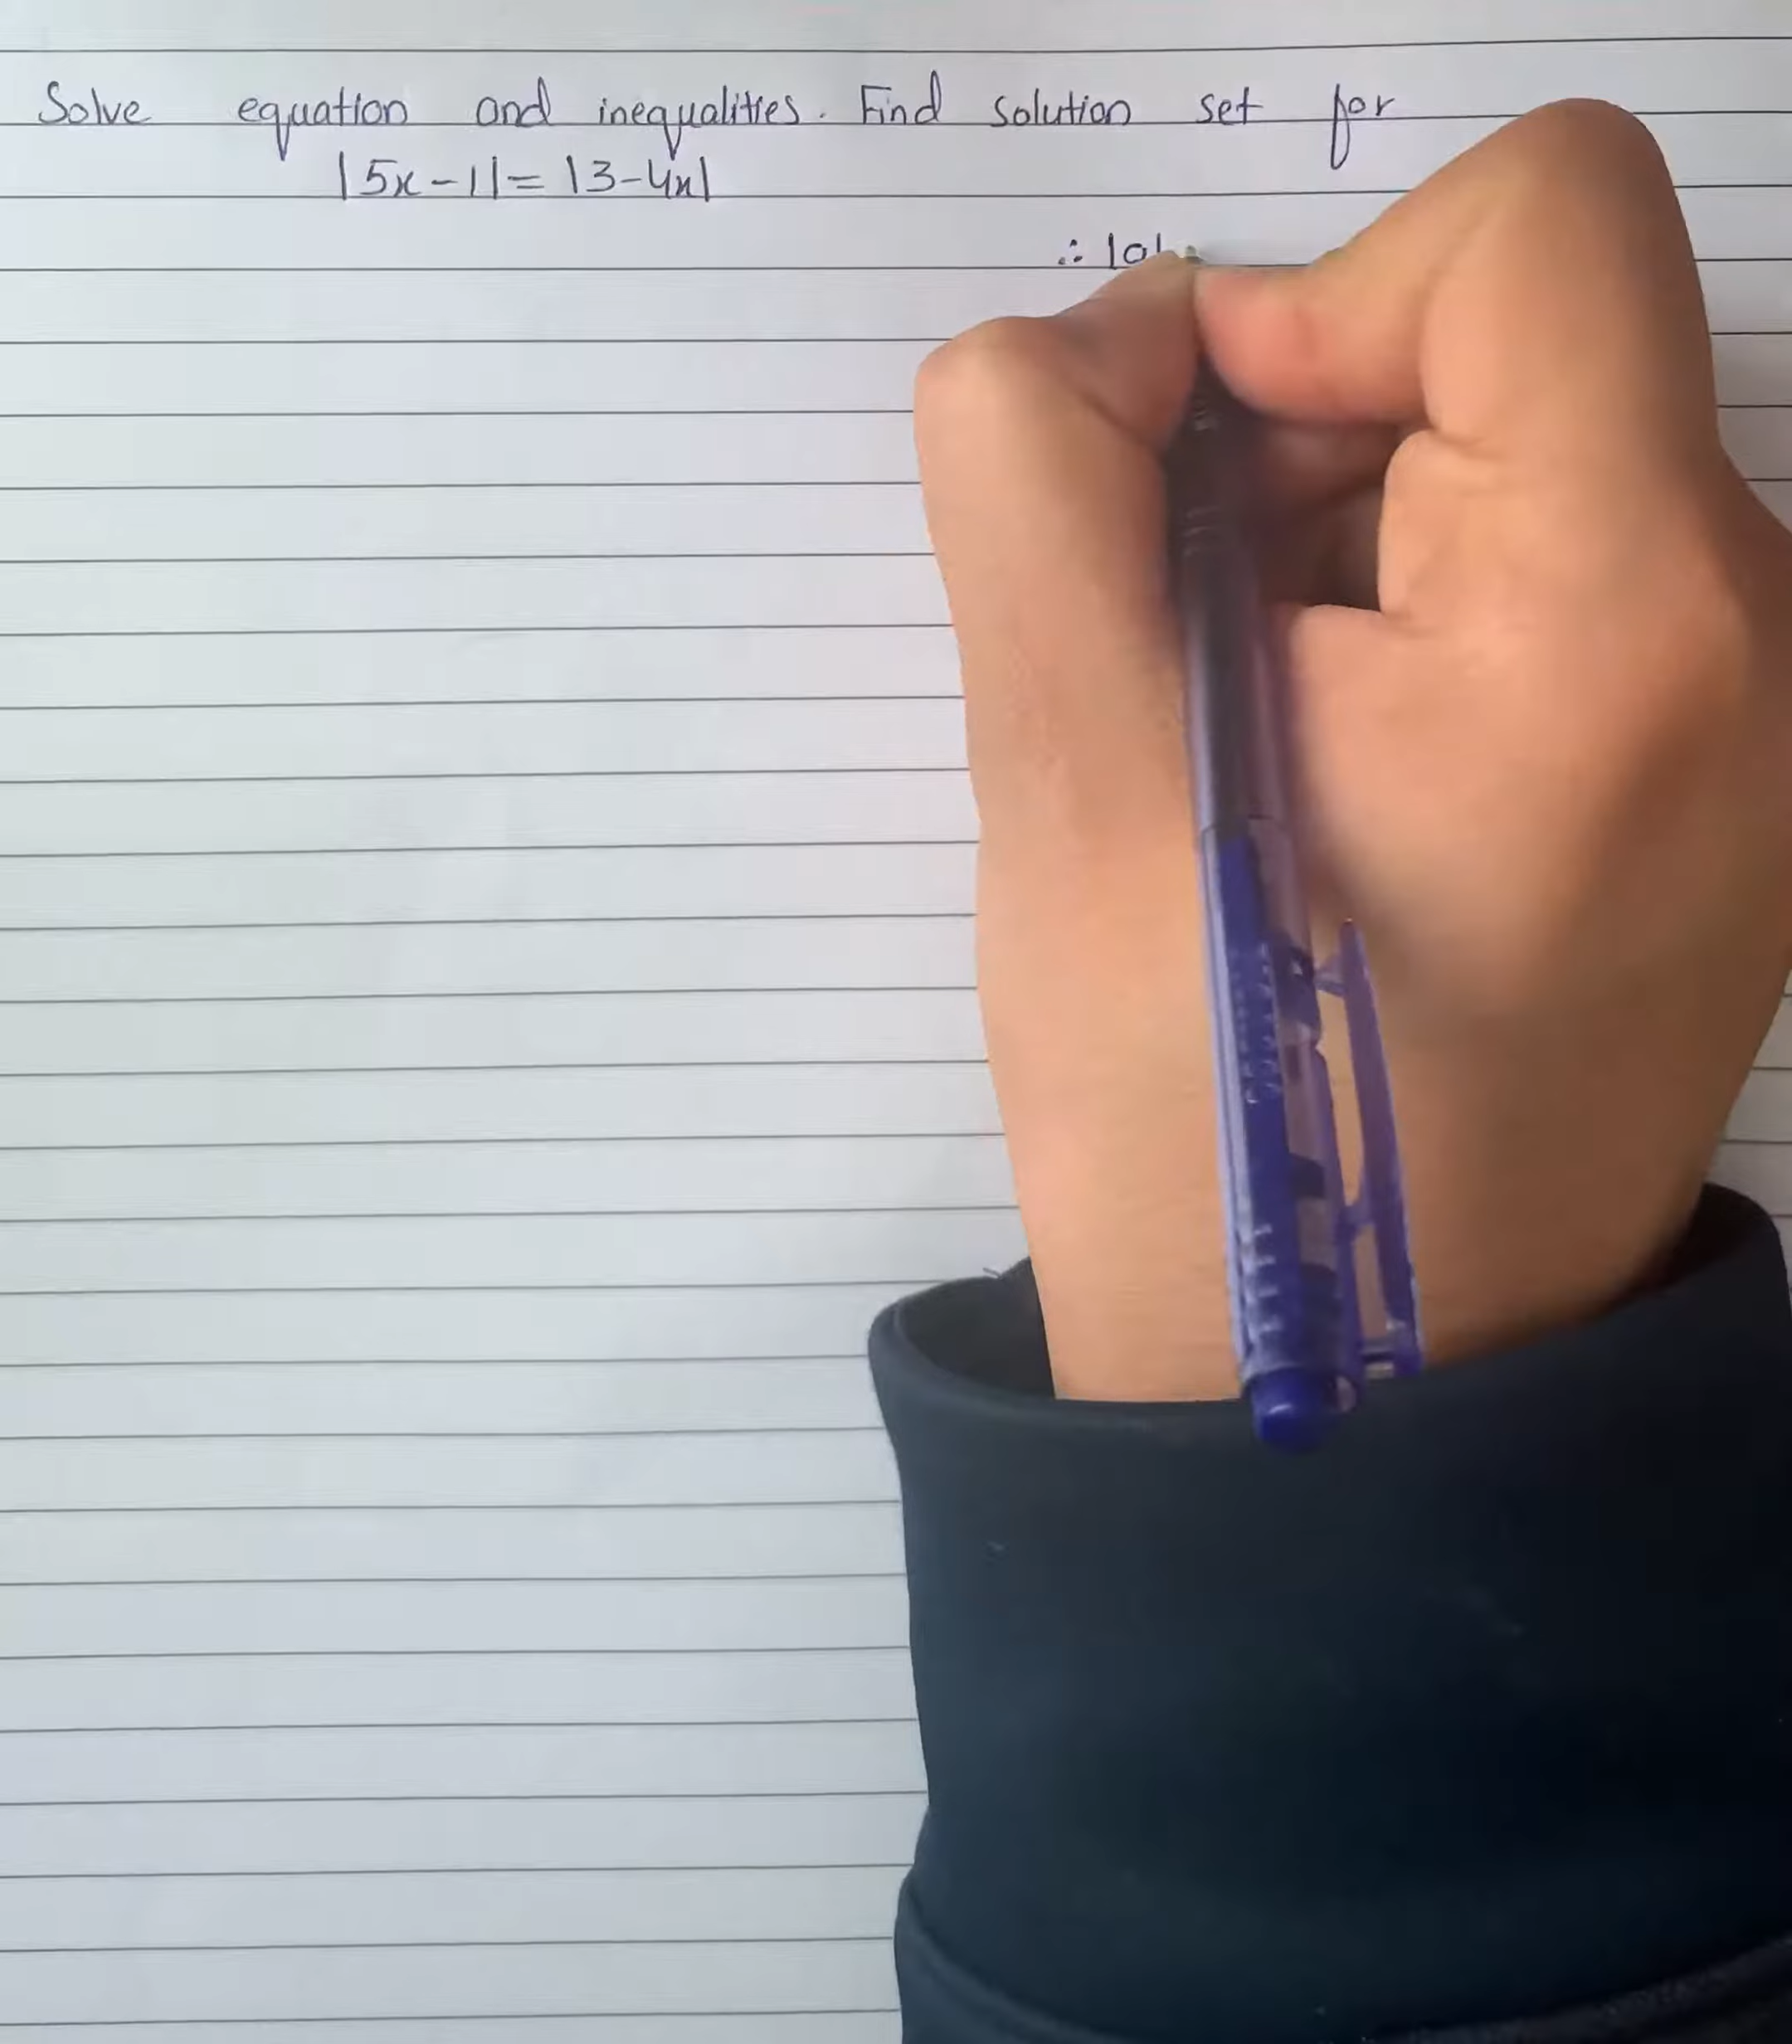 Solve equation and inequalities. Find solution set for
|5x-1|= |3-4x|
∴ |a|